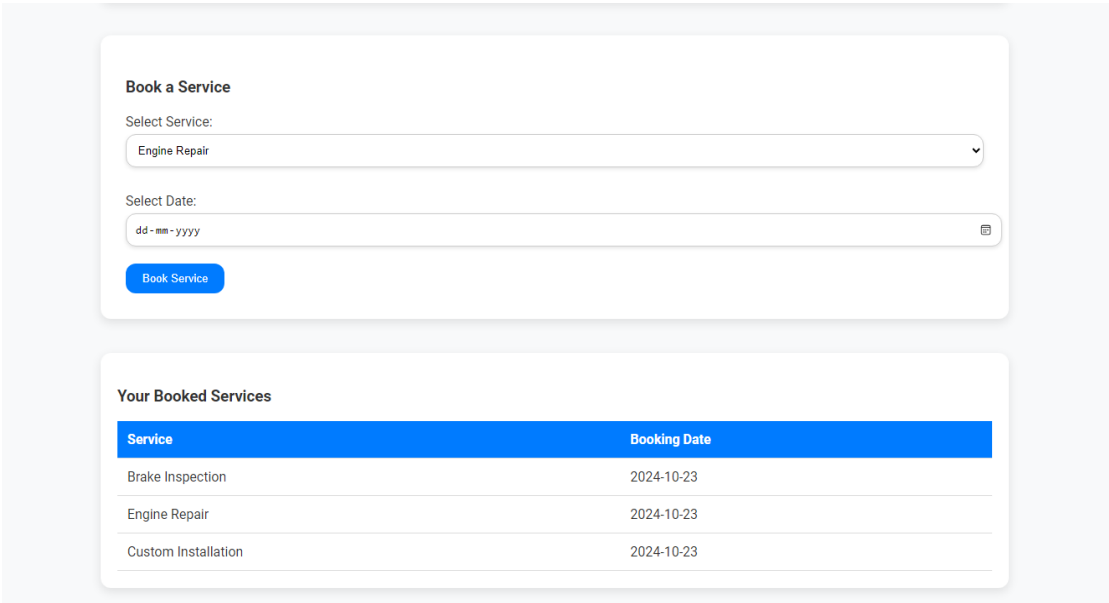 Book a Service
Select Service:
Engine Repair
Select Date:
dd-mm-yyyy
Book Service
Your Booked Services
Service Booking Date
Brake Inspection 2024-10-23
Engine Repair 2024-10-23
Custom Installation 2024-10-23